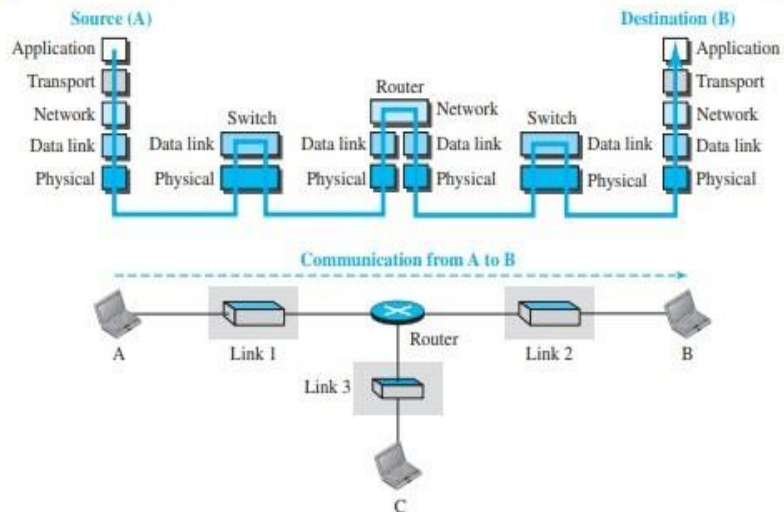 Source (A)
Destination (B)
Application
Application
Transport
Router
Transport
Network
Switch
Network
Switch
Network
Data link
Data link
Data link
Data link
Data link
Data link
Physical
Physical
Physical
Physical
Physical
Physical
Communication from A to B
A
Link 1
Router
Link 2
B
Link 3
C